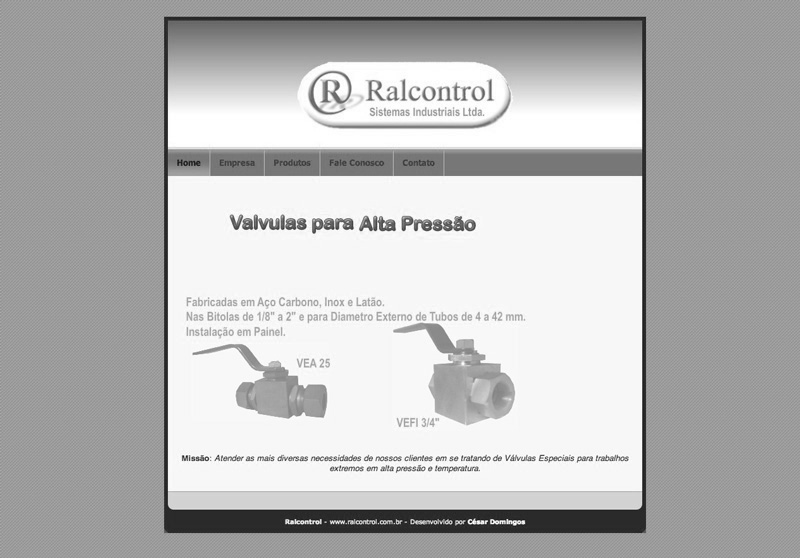 R Ralcontrol
Sistemas Industriais Ltda.
Home Empresa Produtos Fale Conosco Contato
Valvulas para Alta Pressão
Fabricadas em Aço Carbono, Inox e Latão.
Nas Bitolas de 1/8" a 2" e para Diametro Externo de Tubos de 4 a 42 mm.
Instalação em Painel.
VEA 25
VEFI 3/4"
Missão: Atender as mais diversas necessidades de nossos clientes em se tratando de Válvulas Especiais para trabalhos
extremos em alta pressão e temperatura.
Ralcontrol - www.ralcontrol.com.br - Desenvolvido por César Domingos